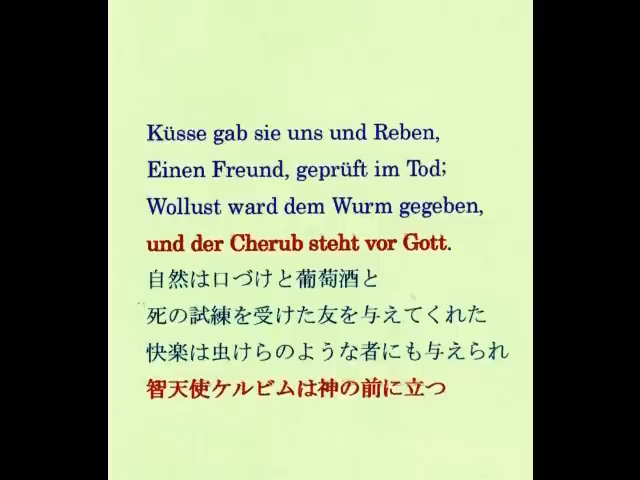 Küsse gab sie uns und Reben,
Einen Freund, geprüft im Tod;
Wollust ward dem Wurm gegeben,
und der Cherub steht vor Gott.
自然は口づけと葡萄酒と
死の試練を受けた友を与えてくれた
快楽は虫けらのような者にも与えられ
智天使ケルビムは神の前に立つ